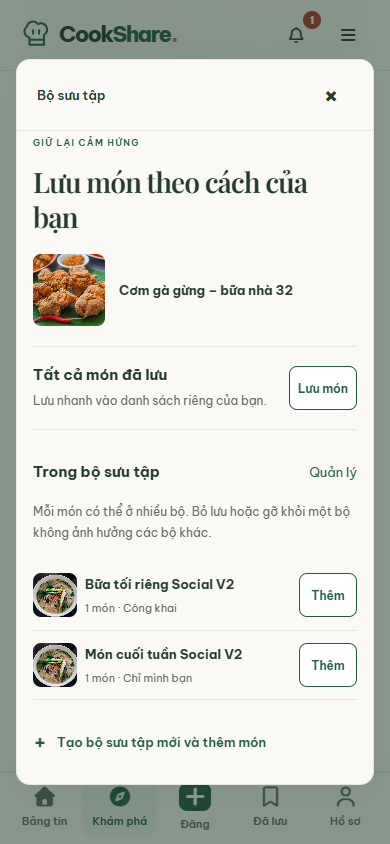 CookShare.
1
Bộ sưu tập
GIỮ LẠI CẢM HỨNG
Lưu món theo cách của
bạn
Cơm gà gừng – bữa nhà 32
Tất cả món đã lưu
Lưu nhanh vào danh sách riêng của bạn.
Lưu món
Trong bộ sưu tập
Quản lý
Mỗi món có thể ở nhiều bộ. Bỏ lưu hoặc gỡ khỏi một bộ
không ảnh hưởng các bộ khác.
Bữa tối riêng Social V2
1 món · Công khai
Thêm
Món cuối tuần Social V2
1 món · Chỉ mình bạn
Thêm
+ Tạo bộ sưu tập mới và thêm món
Bảng tin
Khám phá
Đăng
Đã lưu
Hồ sơ